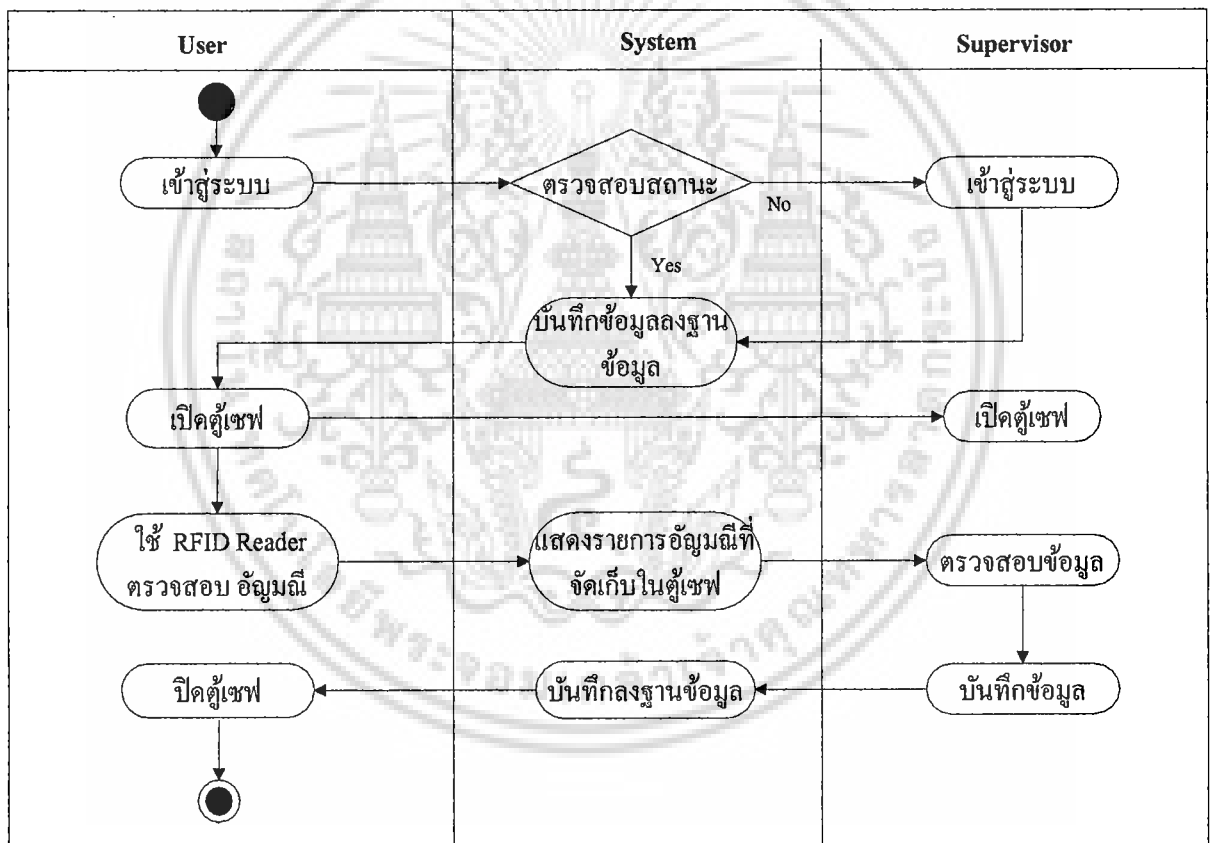 User
System
Supervisor
เข้าสู่ระบบ
ตรวจสอบสถานะ
No
เข้าสู่ระบบ
Yes
บันทึกข้อมูลลงฐาน
ข้อมูล
เปิดตู้เซฟ
เปิดตู้เซฟ
ใช้ RFID Reader
ตรวจสอบ อัญมณี
แสดงรายการอัญมณีที่
จัดเก็บในตู้เซฟ
ตรวจสอบข้อมูล
ปิดตู้เซฟ
บันทึกลงฐานข้อมูล
บันทึกข้อมูล